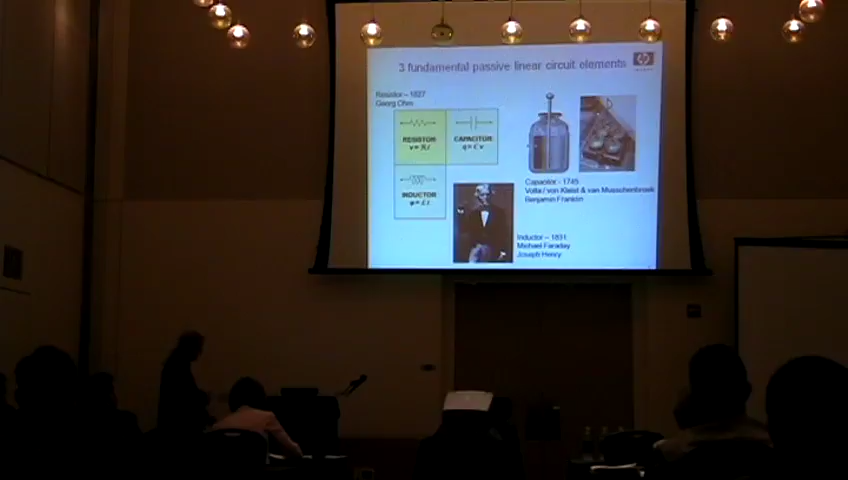 3 fundamental passive linear circuit elements
Resistor – 1827
Georg Ohm
RESISTOR
v = R i
CAPACITOR
q = C v
INDUCTOR
φ = L i
Capacitor - 1745
Volta / von Kleist & van Musschenbroek
Benjamin Franklin
Inductor – 1831
Michael Faraday
Joseph Henry